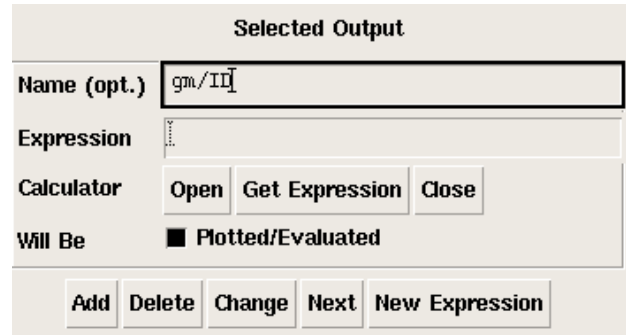 Selected Output
Name (opt.) gm/ID
Expression
Calculator Open Get Expression Close
Will Be Plotted/Evaluated
Add Delete Change Next New Expression